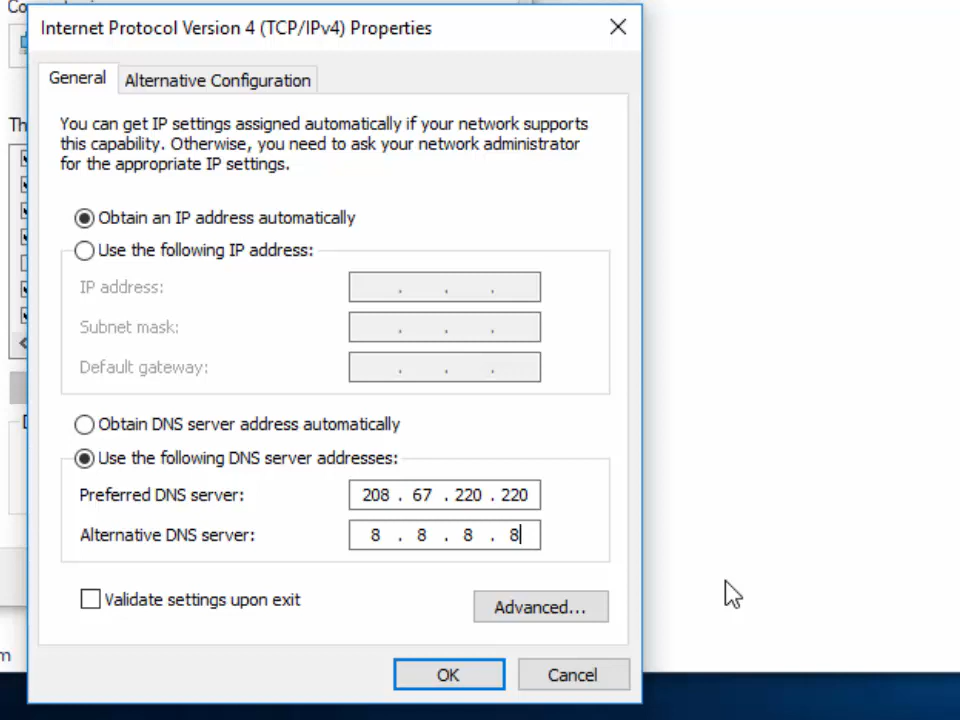 Co
Internet Protocol Version 4 (TCP/IPv4) Properties
General
Alternative Configuration
Th
You can get IP settings assigned automatically if your network supports
this capability. Otherwise, you need to ask your network administrator
for the appropriate IP settings.
Obtain an IP address automatically
Use the following IP address:
IP address:
. . .
Subnet mask:
. . .
Default gateway:
. . .
Obtain DNS server address automatically
Use the following DNS server addresses:
Preferred DNS server:
208 . 67 . 220 . 220
Alternative DNS server:
8 . 8 . 8 . 8
Validate settings upon exit
Advanced...
m
OK
Cancel